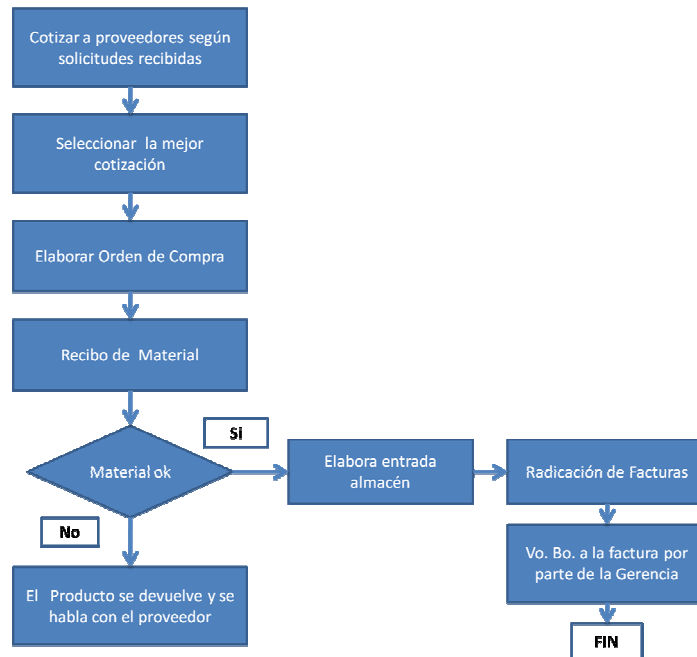 Cotizar a proveedores según
solicitudes recibidas
Seleccionar la mejor
cotización
Elaborar Orden de Compra
Recibo de Material
Material ok
SI
Elabora entrada
almacén
Radicación de Facturas
Vo. Bo. a la factura por
parte de la Gerencia
FIN
No
El Producto se devuelve y se
habla con el proveedor